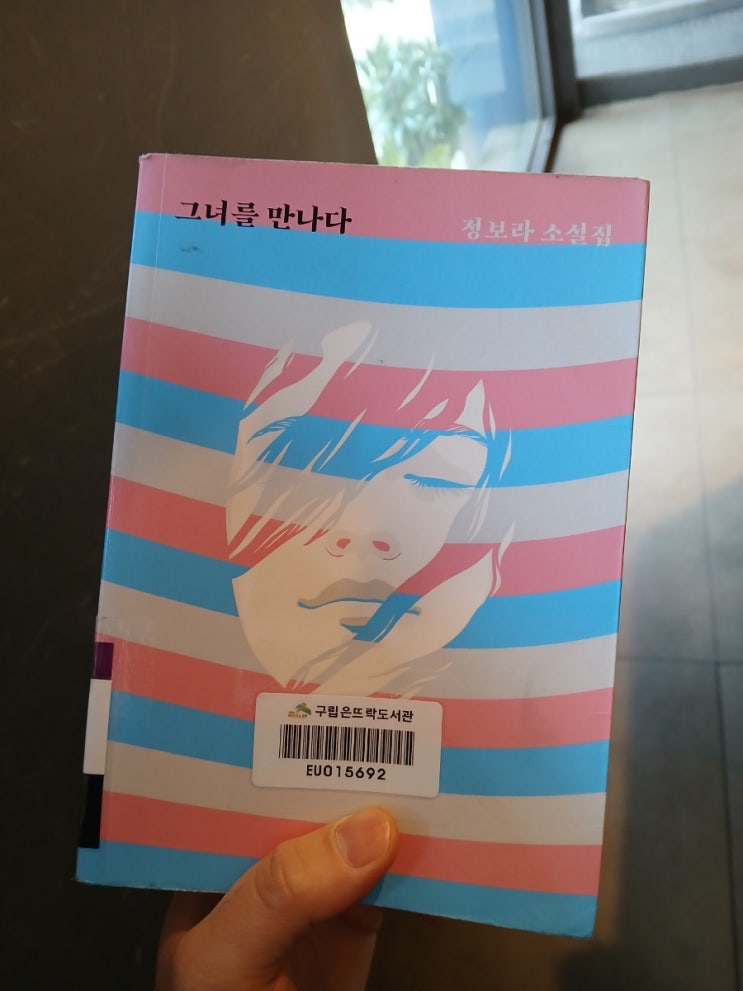 그녀를 만나다
정보라 소설집
구립은뜨락도서관
EU015692